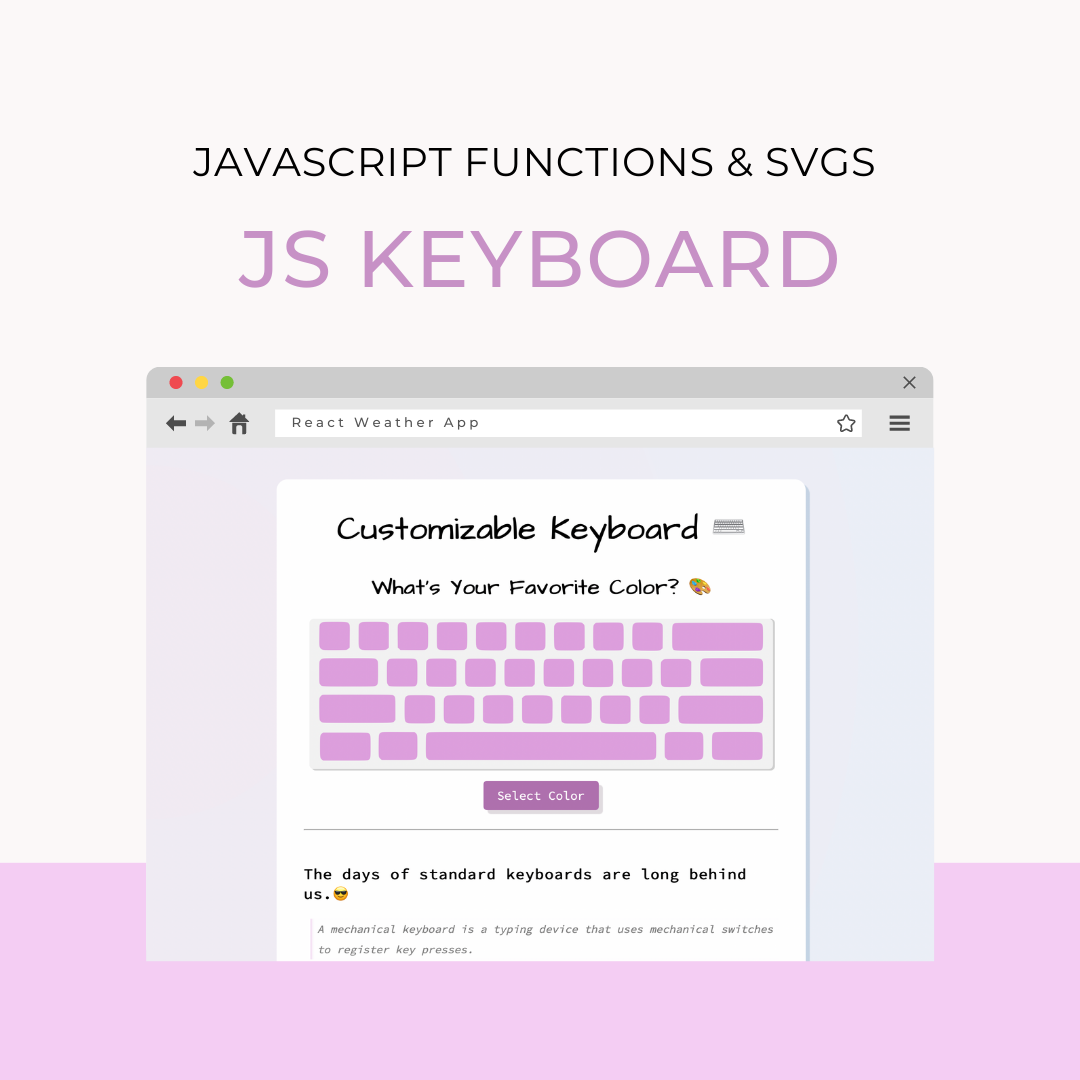 JAVASCRIPT FUNCTIONS & SVGS
JS KEYBOARD
React Weather App
Customizable Keyboard ⌨️
What's Your Favorite Color? 🎨
Select Color
The days of standard keyboards are long behind
us.😎
A mechanical keyboard is a typing device that uses mechanical switches
to register key presses.